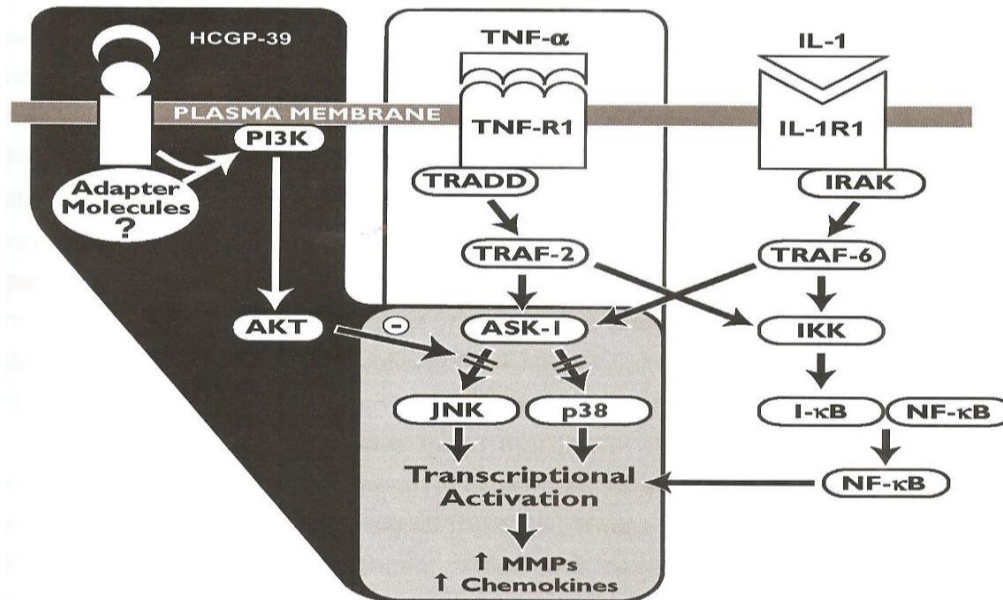 HCGP-39
TNF-α
IL-1
PLASMA MEMBRANE
PI3K
TNF-R1
IL-1R1
Adapter
Molecules
?
TRADD
IRAK
TRAF-2
TRAF-6
AKT
-
ASK-1
IKK
JNK
p38
I-κB
NF-κB
Transcriptional
Activation
NF-κB
↑ MMPs
↑ Chemokines